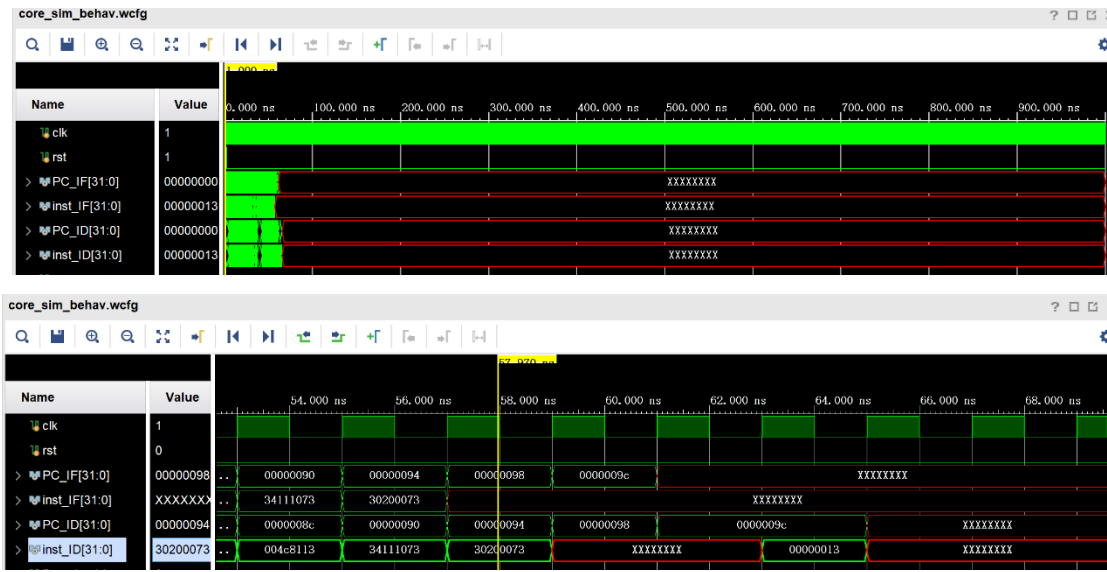 core_sim_behav.wcfg
1.000 ns
Name Value 0.000 ns 100.000 ns 200.000 ns 300.000 ns 400.000 ns 500.000 ns 600.000 ns 700.000 ns 800.000 ns 900.000 ns
clk 1
rst 1
PC_IF[31:0] 00000000 XXXXXXXX
inst_IF[31:0] 00000013 XXXXXXXX
PC_ID[31:0] 00000000 XXXXXXXX
inst_ID[31:0] 00000013 XXXXXXXX
core_sim_behav.wcfg
57.970 ns
Name Value 54.000 ns 56.000 ns 58.000 ns 60.000 ns 62.000 ns 64.000 ns 66.000 ns 68.000 ns
clk 1
rst 0
PC_IF[31:0] 00000098 .. 00000090 00000094 00000098 0000009c XXXXXXXX
inst_IF[31:0] XXXXXXX .. 34111073 30200073 XXXXXXXX
PC_ID[31:0] 00000094 .. 0000008c 00000090 00000094 00000098 0000009c XXXXXXXX
inst_ID[31:0] 30200073 .. 004c8113 34111073 30200073 XXXXXXXX 00000013 XXXXXXXX